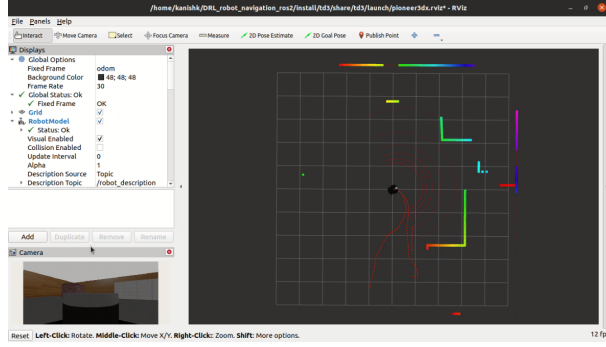 /home/kanishk/DRL_robot_navigation_ros2/install/td3/share/td3/launch/pioneer3dx.rviz* - RViz
File Panels Help
Interact Move Camera Select Focus Camera Measure 2D Pose Estimate 2D Goal Pose Publish Point
Displays
Global Options
Fixed Frame odom
Background Color 48; 48; 48
Frame Rate 30
Global Status: Ok
Fixed Frame OK
Grid
RobotModel
Status: Ok
Visual Enabled
Collision Enabled
Update Interval 0
Alpha 1
Description Source Topic
Description Topic /robot_description
Add Duplicate Remove Rename
Camera
Reset Left-Click: Rotate. Middle-Click: Move X/Y. Right-Click: Zoom. Shift: More options. 12 fp